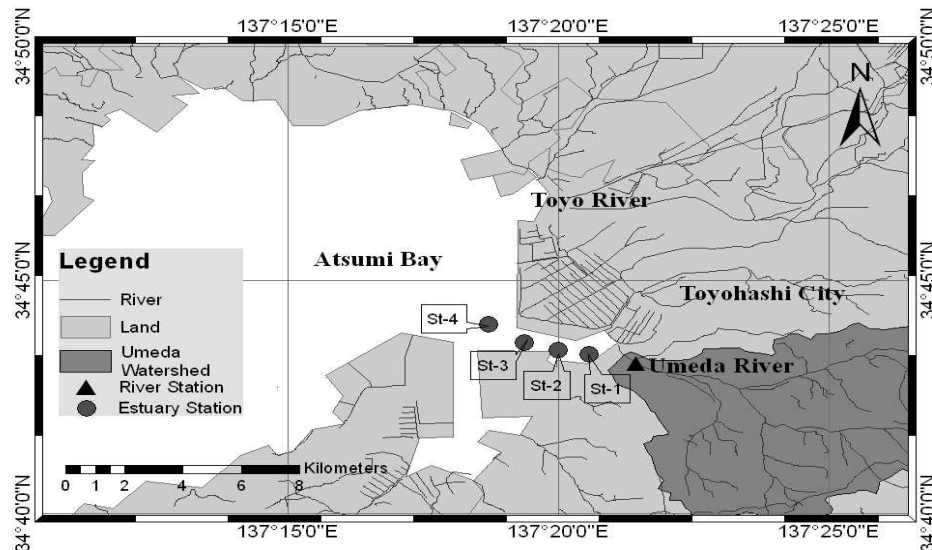 137°15'0"E 137°20'0"E 137°25'0"E
34°50'0"N 34°50'0"N
N
Toyo River
Atsumi Bay
34°45'0"N 34°45'0"N
Legend
River
Land
Umeda
Watershed
River Station
Estuary Station
Toyohashi City
St-4
St-3
St-2
St-1
Umeda River
Kilometers
0 1 2 4 6 8
34°40'0"N 34°40'0"N
137°15'0"E 137°20'0"E 137°25'0"E